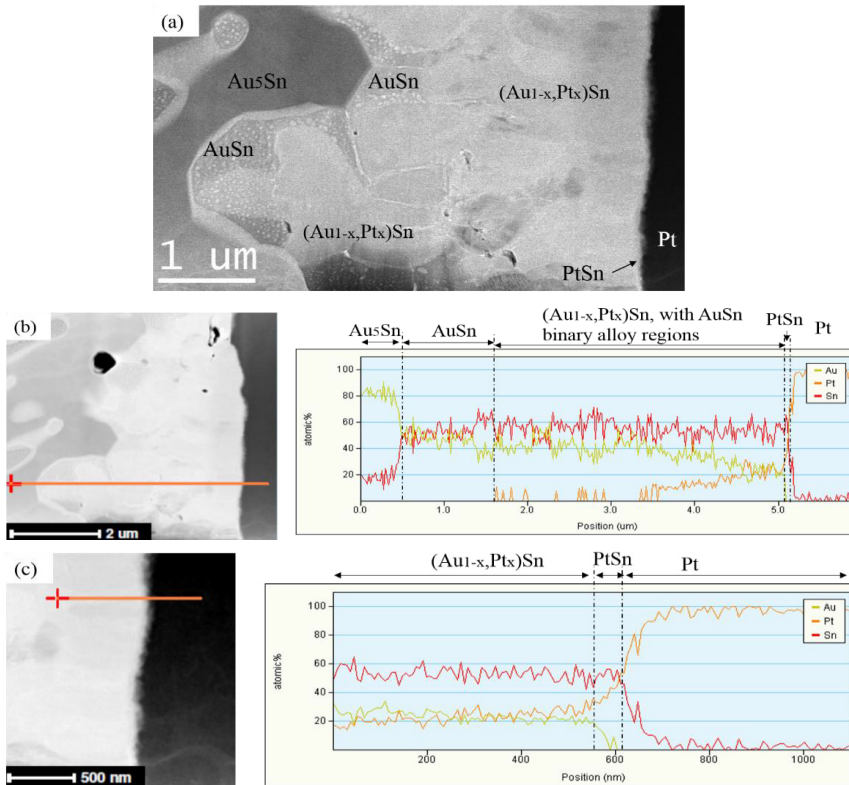 (a)
Au5Sn
AuSn
(Au1-x,Ptx)Sn
AuSn
(Au1-x,Ptx)Sn
Pt
PtSn
1 um
(b)
2 um
(Au1-x,Ptx)Sn, with AuSn
binary alloy regions
Au5Sn
AuSn
PtSn
Pt
100
80
60
40
20
atomic%
Au
Pt
Sn
0.0
1.0
2.0
3.0
4.0
5.0
Position (um)
(c)
500 nm
(Au1-x,Ptx)Sn
PtSn
Pt
100
80
60
40
20
atomic%
Au
Pt
Sn
200
400
600
800
1000
Position (nm)